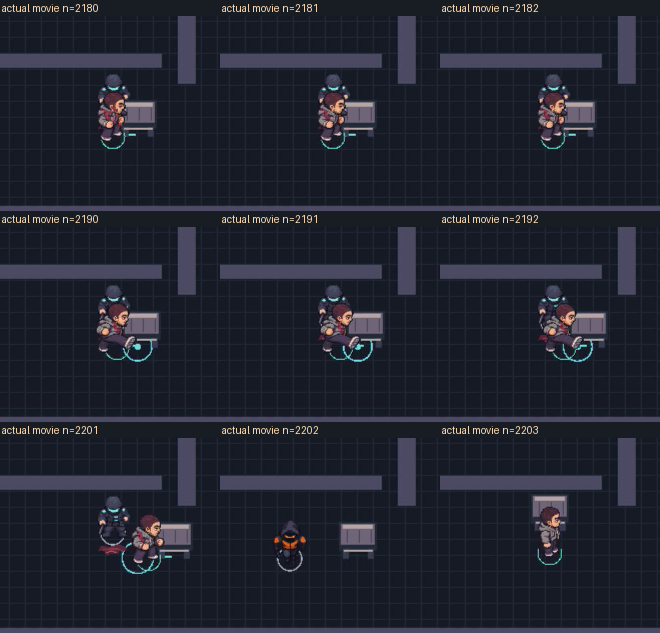 actual movie n=2180
actual movie n=2181
actual movie n=2182
actual movie n=2190
actual movie n=2191
actual movie n=2192
actual movie n=2201
actual movie n=2202
actual movie n=2203